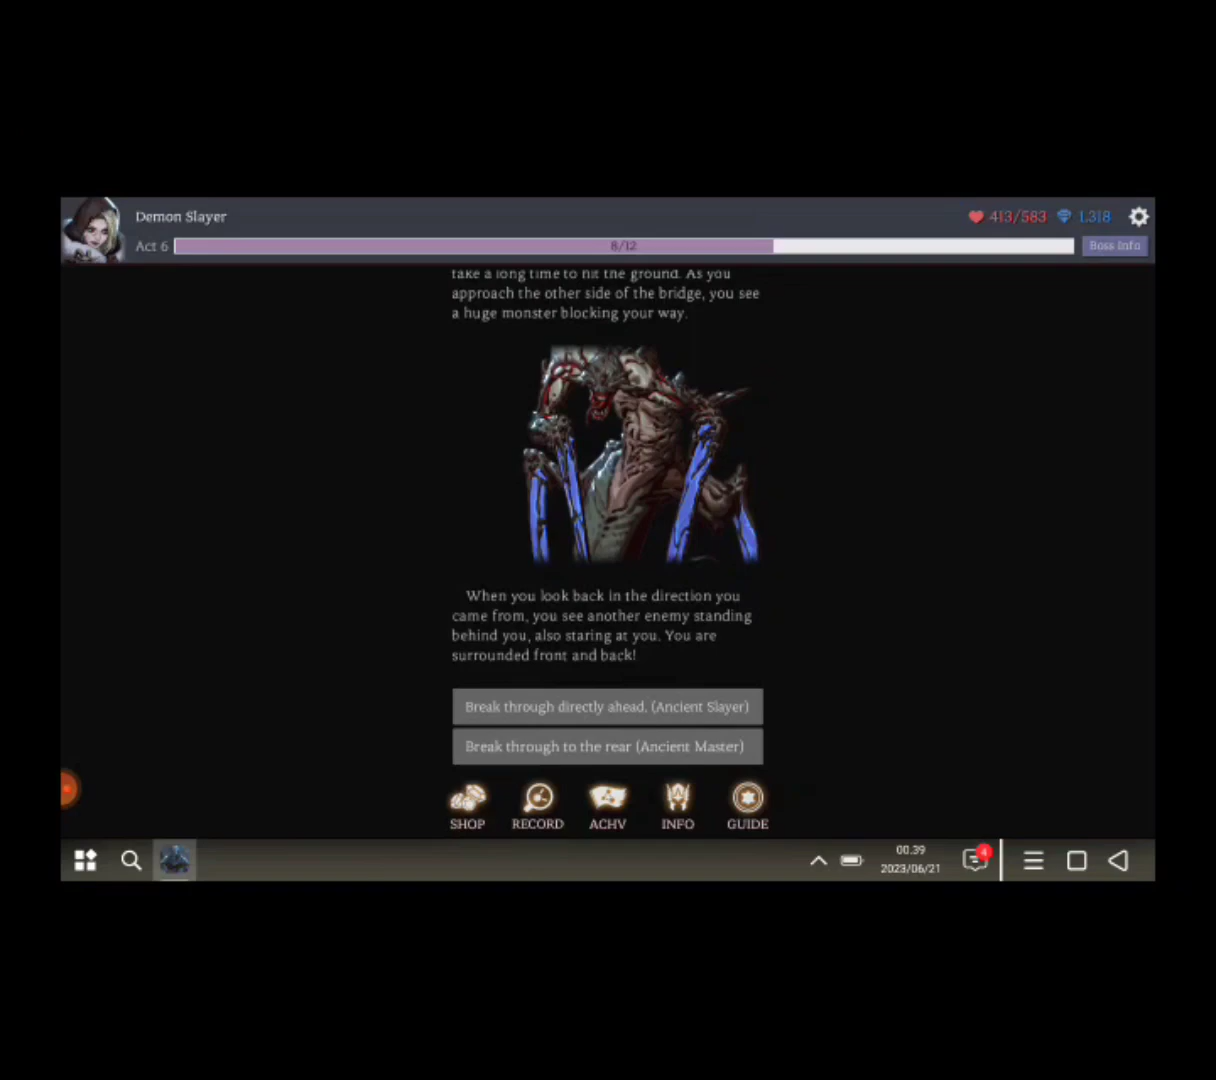 Demon Slayer
413/583
1.318
Act 6
8/12
Boss Info
take a long time to hit the ground. As you
approach the other side of the bridge, you see
a huge monster blocking your way.
When you look back in the direction you
came from, you see another enemy standing
behind you, also staring at you. You are
surrounded front and back!
Break through directly ahead. (Ancient Slayer)
Break through to the rear (Ancient Master)
SHOP
RECORD
ACHV
INFO
GUIDE
00.39
2023/06/21
4